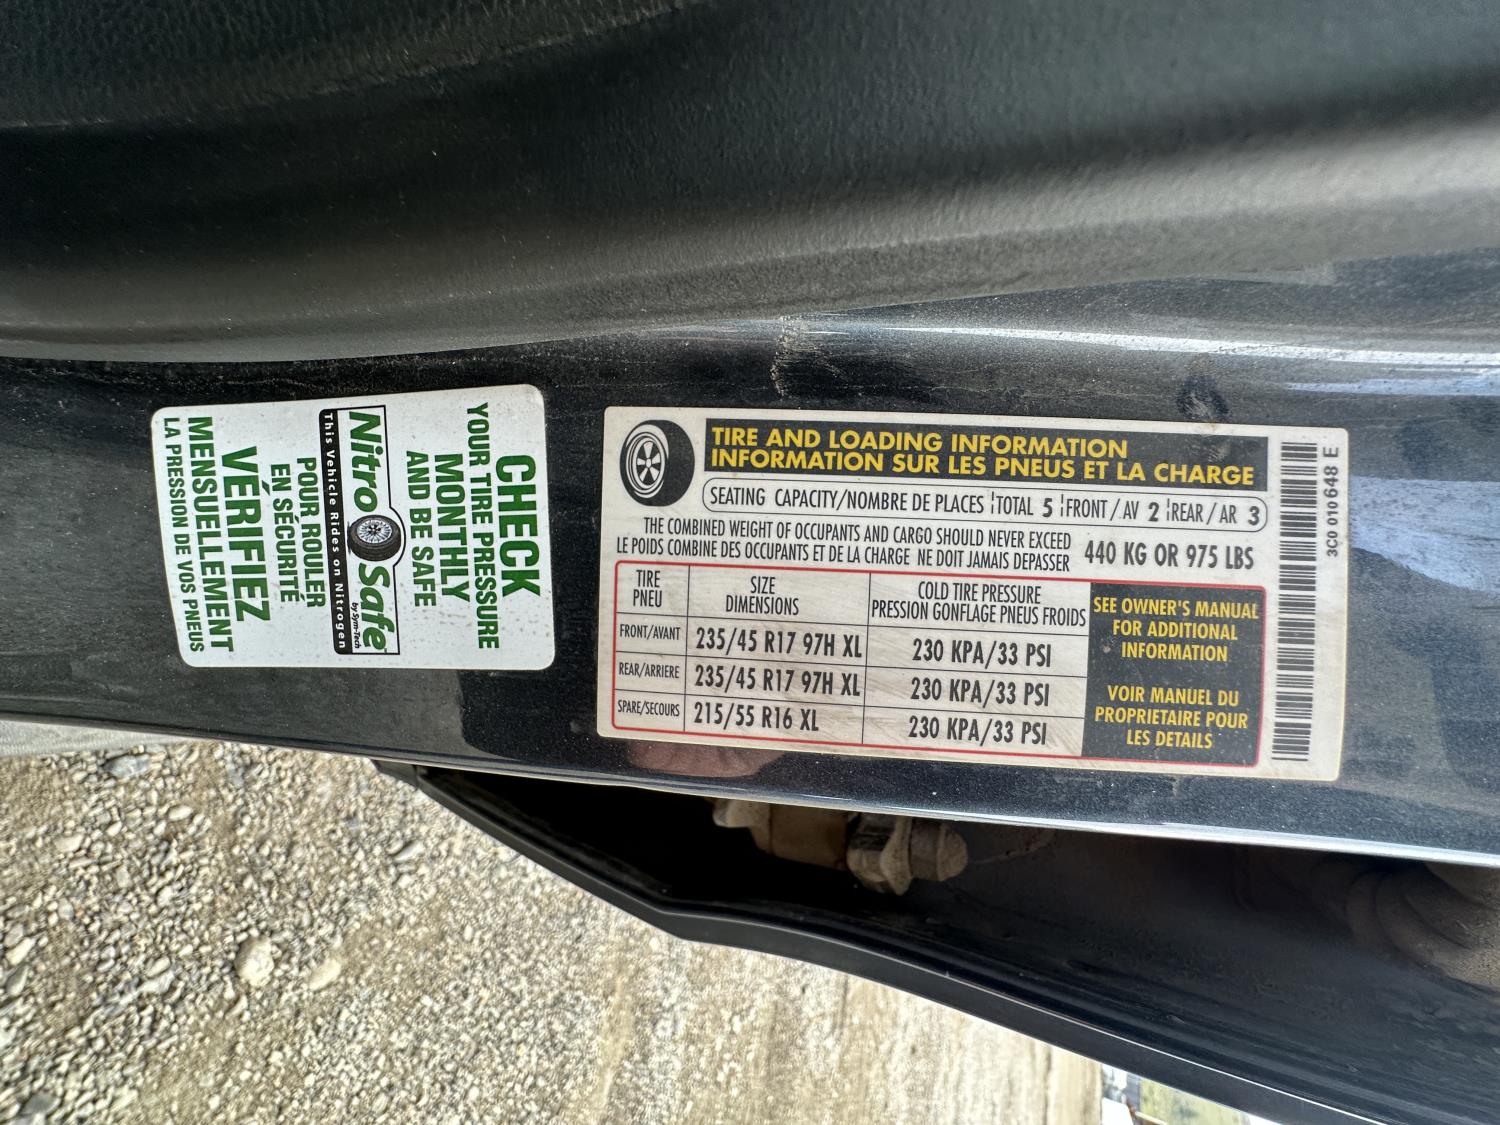 CHECK
YOUR TIRE PRESSURE
MONTHLY
AND BE SAFE
NitroSafe
by Sym-Tech
This Vehicle Rides on Nitrogen
POUR ROULER
EN SÉCURITÉ
VÉRIFIEZ
MENSUELLEMENT
LA PRESSION DE VOS PNEUS
TIRE AND LOADING INFORMATION
INFORMATION SUR LES PNEUS ET LA CHARGE
SEATING CAPACITY/NOMBRE DE PLACES TOTAL 5 FRONT / AV 2 REAR / AR 3
THE COMBINED WEIGHT OF OCCUPANTS AND CARGO SHOULD NEVER EXCEED
LE POIDS COMBINE DES OCCUPANTS ET DE LA CHARGE NE DOIT JAMAIS DEPASSER
440 KG OR 975 LBS
TIRE
PNEU
SIZE
DIMENSIONS
COLD TIRE PRESSURE
PRESSION GONFLAGE PNEUS FROIDS
FRONT/AVANT 235/45 R17 97H XL 230 KPA/33 PSI
REAR/ARRIERE 235/45 R17 97H XL 230 KPA/33 PSI
SPARE/SECOURS 215/55 R16 XL 230 KPA/33 PSI
SEE OWNER'S MANUAL
FOR ADDITIONAL
INFORMATION
VOIR MANUEL DU
PROPRIETAIRE POUR
LES DETAILS
3C0 010 648 E